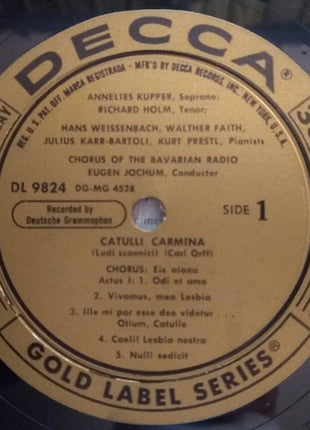 DECCA®
REG. U.S. PAT. OFF. MARCA REGISTRADA - MF'D BY DECCA RECORDS, INC., NEW YORK, U.S.A.
ANNELIES KUPPER, Soprano;
RICHARD HOLM, Tenor;
HANS WEISSENBACH, WALTHER FAITH,
JULIUS KARR-BARTOLI, KURT PRESTL, Pianists
CHORUS OF THE BAVARIAN RADIO
EUGEN JOCHUM, Conductor
DL 9824 DG-MG 4528
Recorded by
Deutsche Grammophon
SIDE 1
CATULLI CARMINA
(Ludi scaenici) (Carl Orff)
CHORUS: Eis aiona
Actus I: 1. Odi et amo
2. Vivamus, mea Lesbia
3. Ille mi par esse deo videtur . . .
Otium, Catulle
4. Caeli! Lesbia nostra
5. Nulli sedicit
GOLD LABEL SERIES®